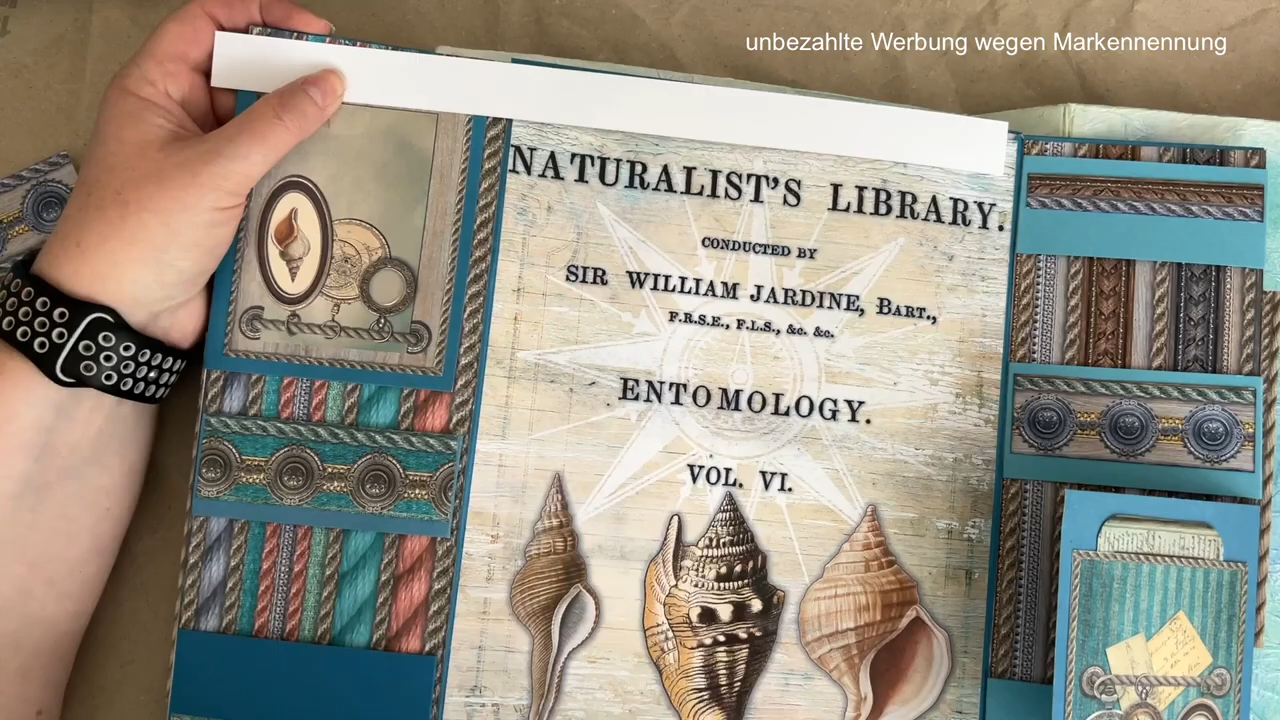 unbezahlte Werbung wegen Markennennung
NATURALIST'S LIBRARY.
CONDUCTED BY
SIR WILLIAM JARDINE, BART.,
F.R.S.E., F.L.S., &c. &c.
ENTOMOLOGY.
VOL. VI.